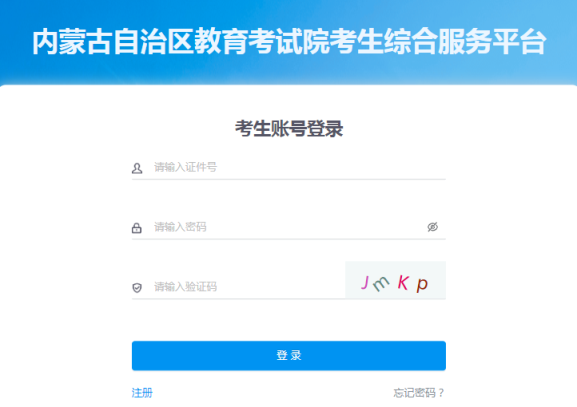 内蒙古自治区教育考试院考生综合服务平台
考生账号登录
请输入证件号
请输入密码
请输入验证码
JmKp
登 录
注册 忘记密码？